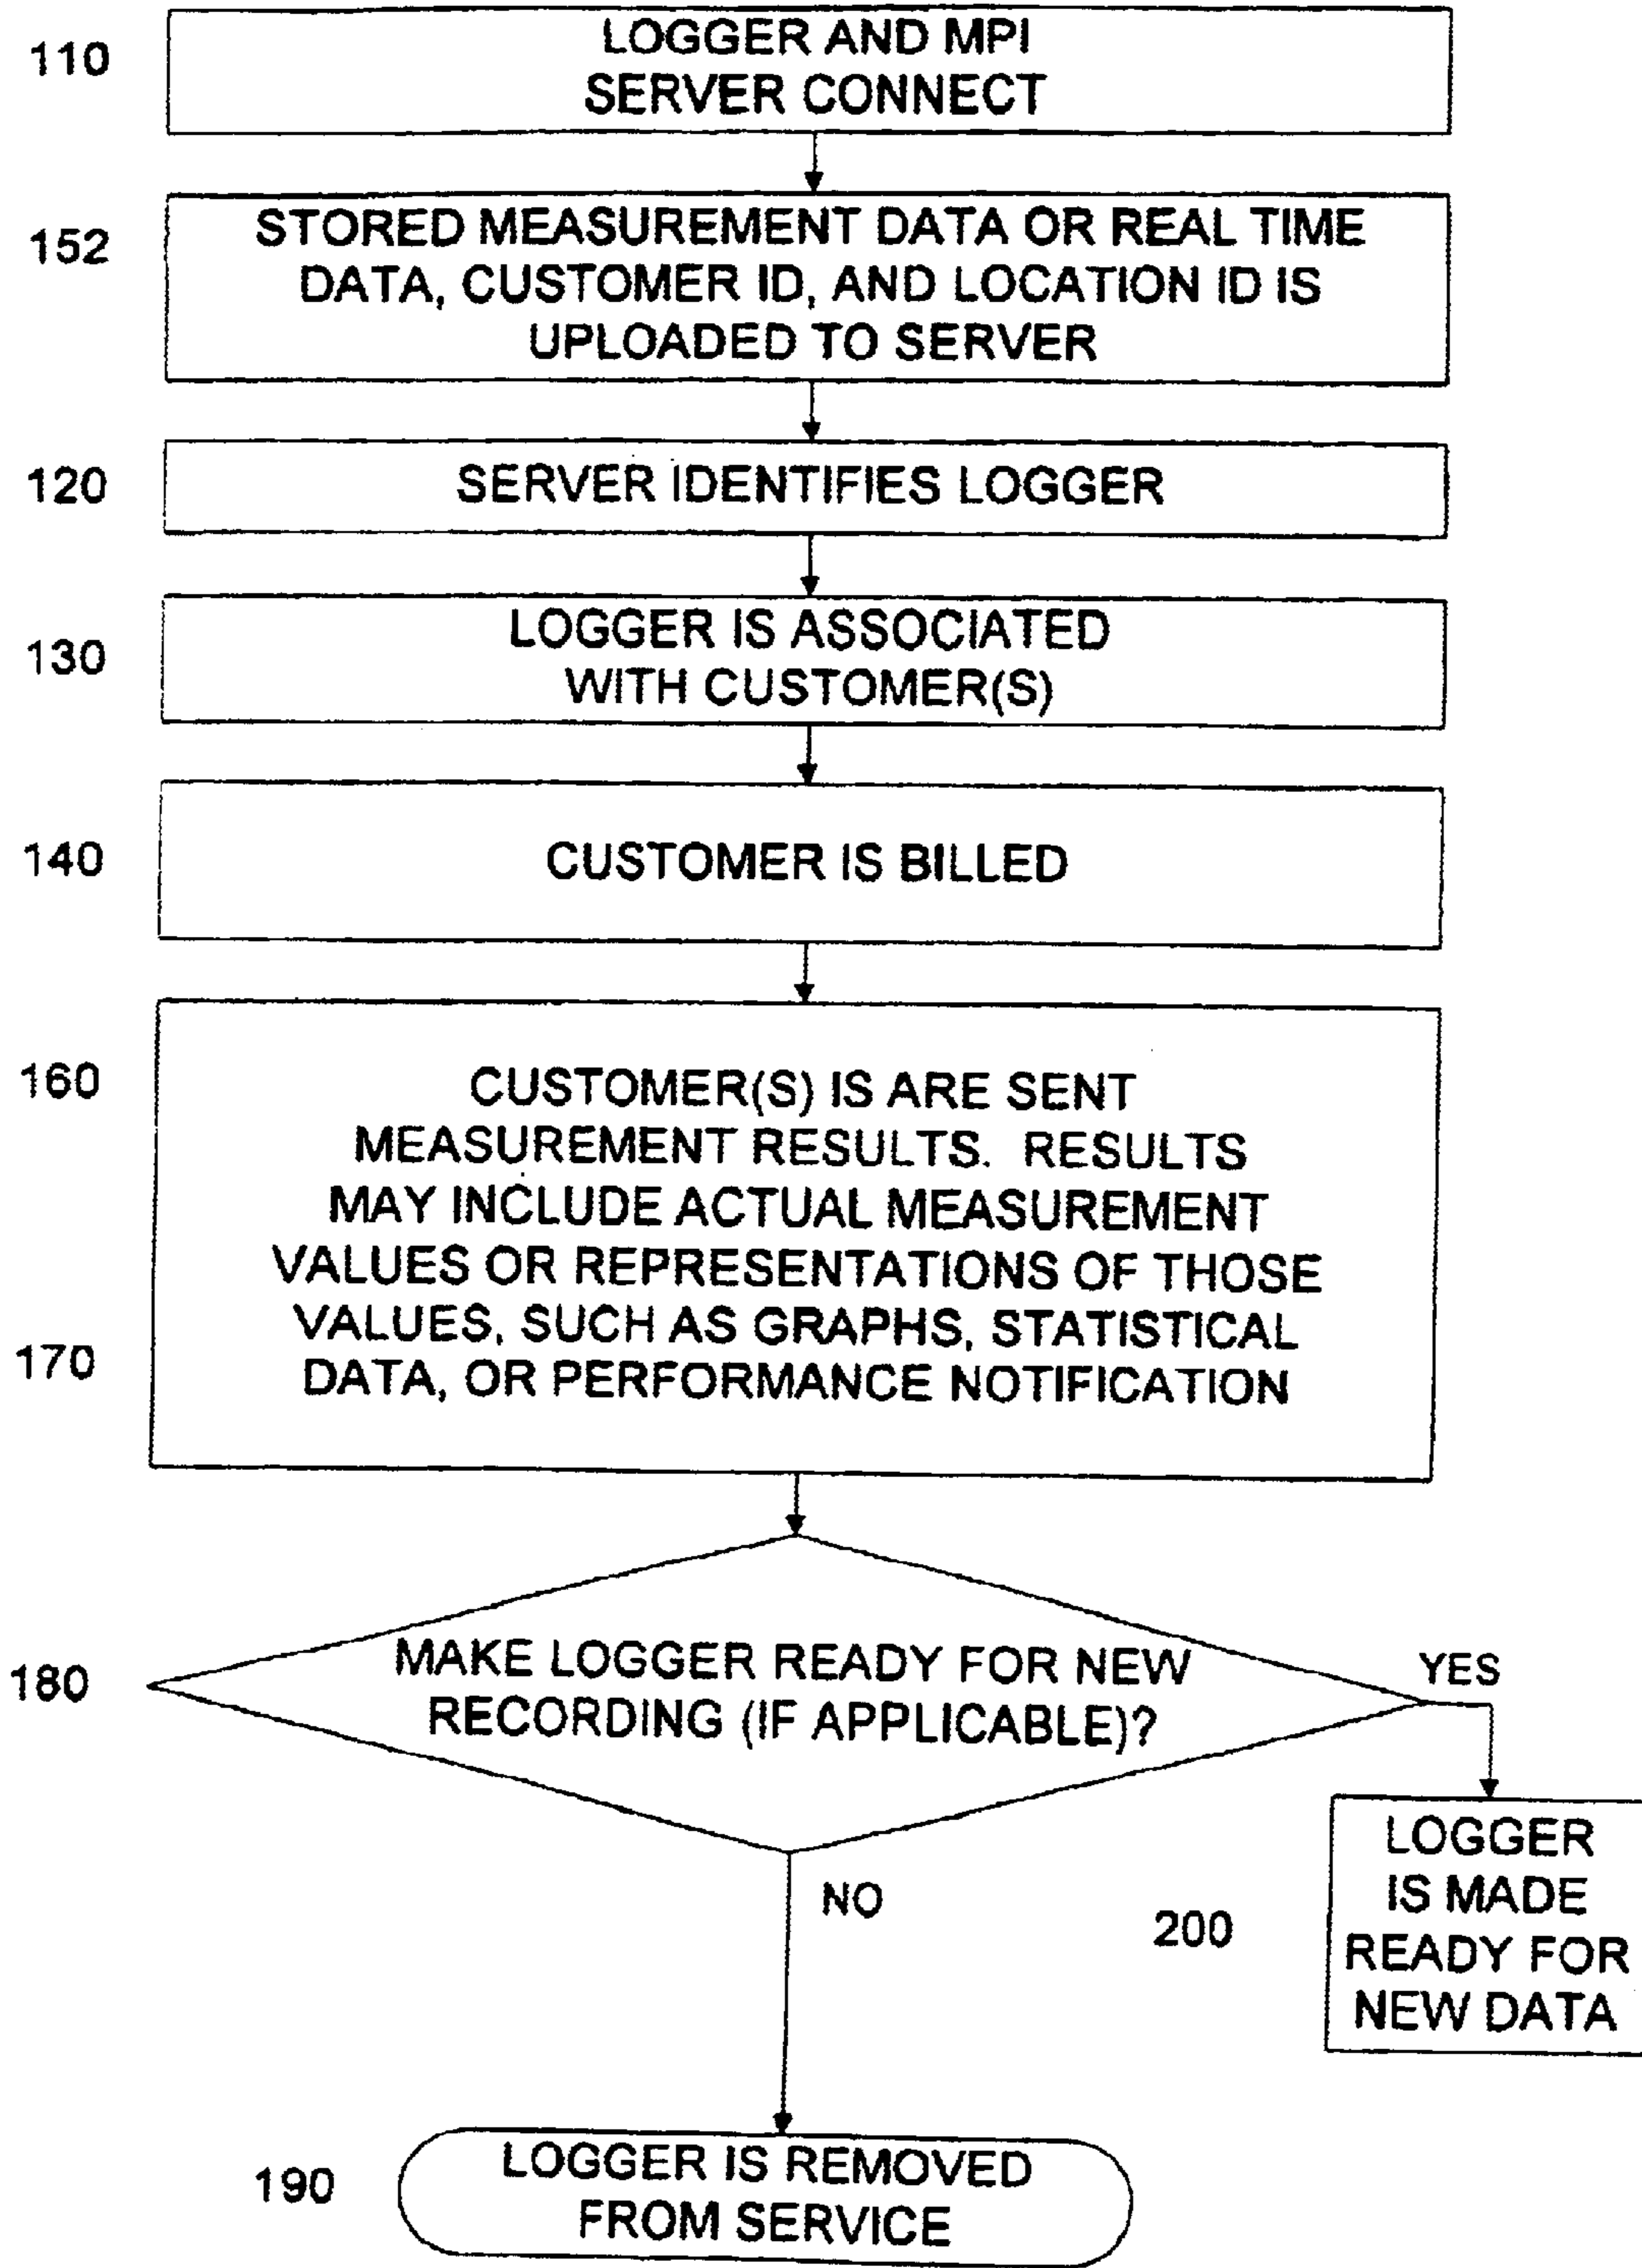 110
LOGGER AND MPI
SERVER CONNECT
152
STORED MEASUREMENT DATA OR REAL TIME
DATA, CUSTOMER ID, AND LOCATION ID IS
UPLOADED TO SERVER
120
SERVER IDENTIFIES LOGGER
130
LOGGER IS ASSOCIATED
WITH CUSTOMER(S)
140
CUSTOMER IS BILLED
160
CUSTOMER(S) IS ARE SENT
MEASUREMENT RESULTS. RESULTS
MAY INCLUDE ACTUAL MEASUREMENT
VALUES OR REPRESENTATIONS OF THOSE
VALUES, SUCH AS GRAPHS, STATISTICAL
170
DATA, OR PERFORMANCE NOTIFICATION
180
MAKE LOGGER READY FOR NEW
RECORDING (IF APPLICABLE)?
YES
NO
200
LOGGER
IS MADE
READY FOR
NEW DATA
190
LOGGER IS REMOVED
FROM SERVICE